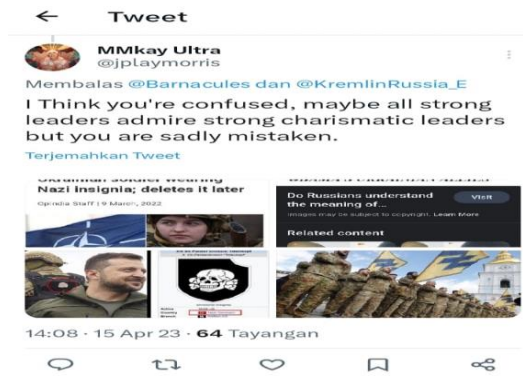 Tweet
MMkay Ultra
@jplaymorris
Membalas @Barnacules dan @KremlinRussia_E
I Think you're confused, maybe all strong
leaders admire strong charismatic leaders
but you are sadly mistaken.
Terjemahkan Tweet
Ukrainian soldier wearing
Nazi insignia; deletes it later
OpIndia Staff | 9 March, 2022
Do Russians understand
the meaning of...
Visit
Images may be subject to copyright. Learn More
Related content
14:08 · 15 Apr 23 · 64 Tayangan